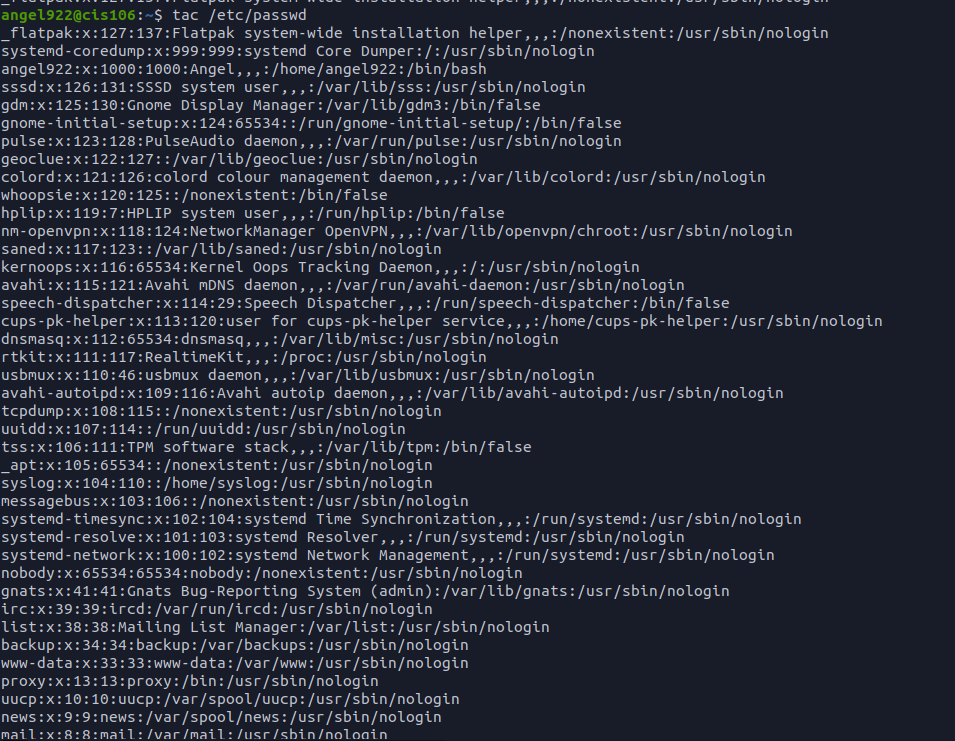 _flatpak:x:127:137:Flatpak system-wide installation helper,,,:/nonexistent:/usr/sbin/nologin
angel922@cis106:~$ tac /etc/passwd
_flatpak:x:127:137:Flatpak system-wide installation helper,,,:/nonexistent:/usr/sbin/nologin
systemd-coredump:x:999:999:systemd Core Dumper:/:/usr/sbin/nologin
angel922:x:1000:1000:Angel,,,:/home/angel922:/bin/bash
sssd:x:126:131:SSSD system user,,,:/var/lib/sss:/usr/sbin/nologin
gdm:x:125:130:Gnome Display Manager:/var/lib/gdm3:/bin/false
gnome-initial-setup:x:124:65534::/run/gnome-initial-setup/:/bin/false
pulse:x:123:128:PulseAudio daemon,,,:/var/run/pulse:/usr/sbin/nologin
geoclue:x:122:127::/var/lib/geoclue:/usr/sbin/nologin
colord:x:121:126:colord colour management daemon,,,:/var/lib/colord:/usr/sbin/nologin
whoopsie:x:120:125::/nonexistent:/bin/false
hplip:x:119:7:HPLIP system user,,,:/run/hplip:/bin/false
nm-openvpn:x:118:124:NetworkManager OpenVPN,,,:/var/lib/openvpn/chroot:/usr/sbin/nologin
saned:x:117:123::/var/lib/saned:/usr/sbin/nologin
kernoops:x:116:65534:Kernel Oops Tracking Daemon,,,:/:/usr/sbin/nologin
avahi:x:115:121:Avahi mDNS daemon,,,:/var/run/avahi-daemon:/usr/sbin/nologin
speech-dispatcher:x:114:29:Speech Dispatcher,,,:/run/speech-dispatcher:/bin/false
cups-pk-helper:x:113:120:user for cups-pk-helper service,,,:/home/cups-pk-helper:/usr/sbin/nologin
dnsmasq:x:112:65534:dnsmasq,,,:/var/lib/misc:/usr/sbin/nologin
rtkit:x:111:117:RealtimeKit,,,:/proc:/usr/sbin/nologin
usbmux:x:110:46:usbmux daemon,,,:/var/lib/usbmux:/usr/sbin/nologin
avahi-autoipd:x:109:116:Avahi autoip daemon,,,:/var/lib/avahi-autoipd:/usr/sbin/nologin
tcpdump:x:108:115::/nonexistent:/usr/sbin/nologin
uuidd:x:107:114::/run/uuidd:/usr/sbin/nologin
tss:x:106:111:TPM software stack,,,:/var/lib/tpm:/bin/false
_apt:x:105:65534::/nonexistent:/usr/sbin/nologin
syslog:x:104:110::/home/syslog:/usr/sbin/nologin
messagebus:x:103:106::/nonexistent:/usr/sbin/nologin
systemd-timesync:x:102:104:systemd Time Synchronization,,,:/run/systemd:/usr/sbin/nologin
systemd-resolve:x:101:103:systemd Resolver,,,:/run/systemd:/usr/sbin/nologin
systemd-network:x:100:102:systemd Network Management,,,:/run/systemd:/usr/sbin/nologin
nobody:x:65534:65534:nobody:/nonexistent:/usr/sbin/nologin
gnats:x:41:41:Gnats Bug-Reporting System (admin):/var/lib/gnats:/usr/sbin/nologin
irc:x:39:39:ircd:/var/run/ircd:/usr/sbin/nologin
list:x:38:38:Mailing List Manager:/var/list:/usr/sbin/nologin
backup:x:34:34:backup:/var/backups:/usr/sbin/nologin
www-data:x:33:33:www-data:/var/www:/usr/sbin/nologin
proxy:x:13:13:proxy:/bin:/usr/sbin/nologin
uucp:x:10:10:uucp:/var/spool/uucp:/usr/sbin/nologin
news:x:9:9:news:/var/spool/news:/usr/sbin/nologin
mail:x:8:8:mail:/var/mail:/usr/sbin/nologin